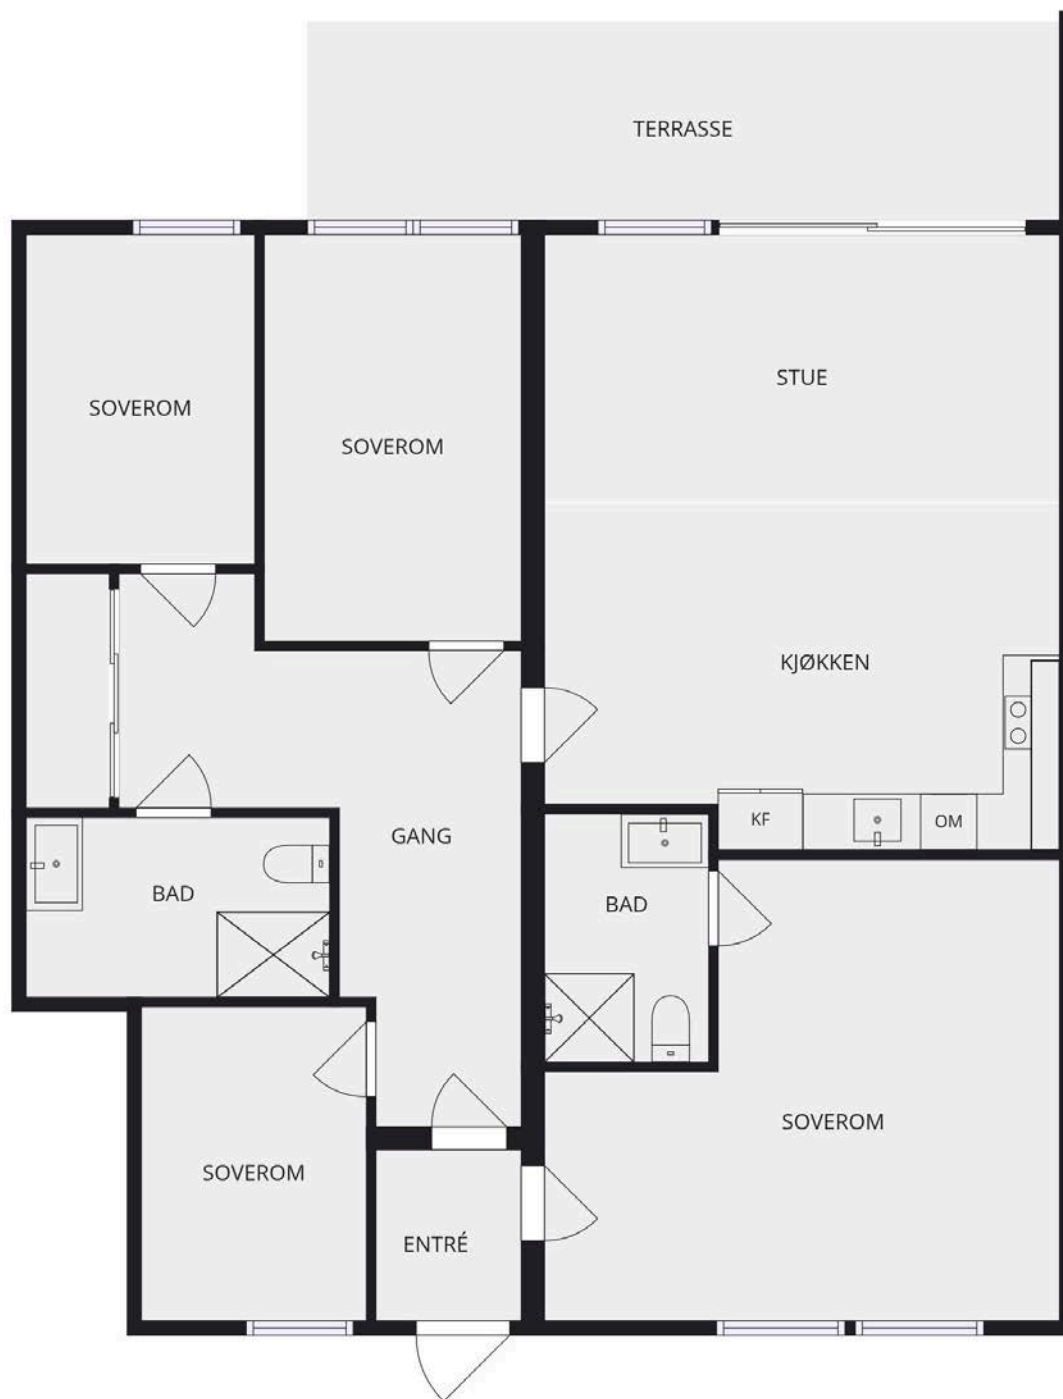 TERRASSE
STUE
SOVEROM
SOVEROM
KJØKKEN
KF
OM
GANG
BAD
BAD
SOVEROM
SOVEROM
ENTRÉ